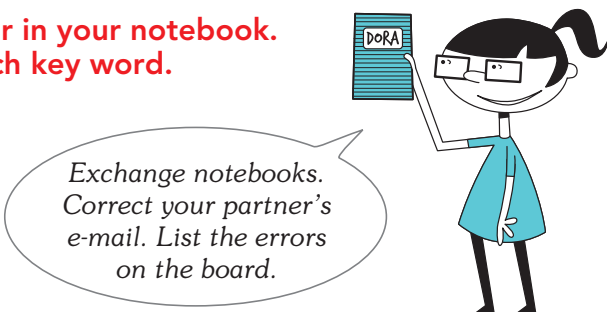 r in your notebook.
ch key word.
DORA
Exchange notebooks.
Correct your partner's
e-mail. List the errors
on the board.